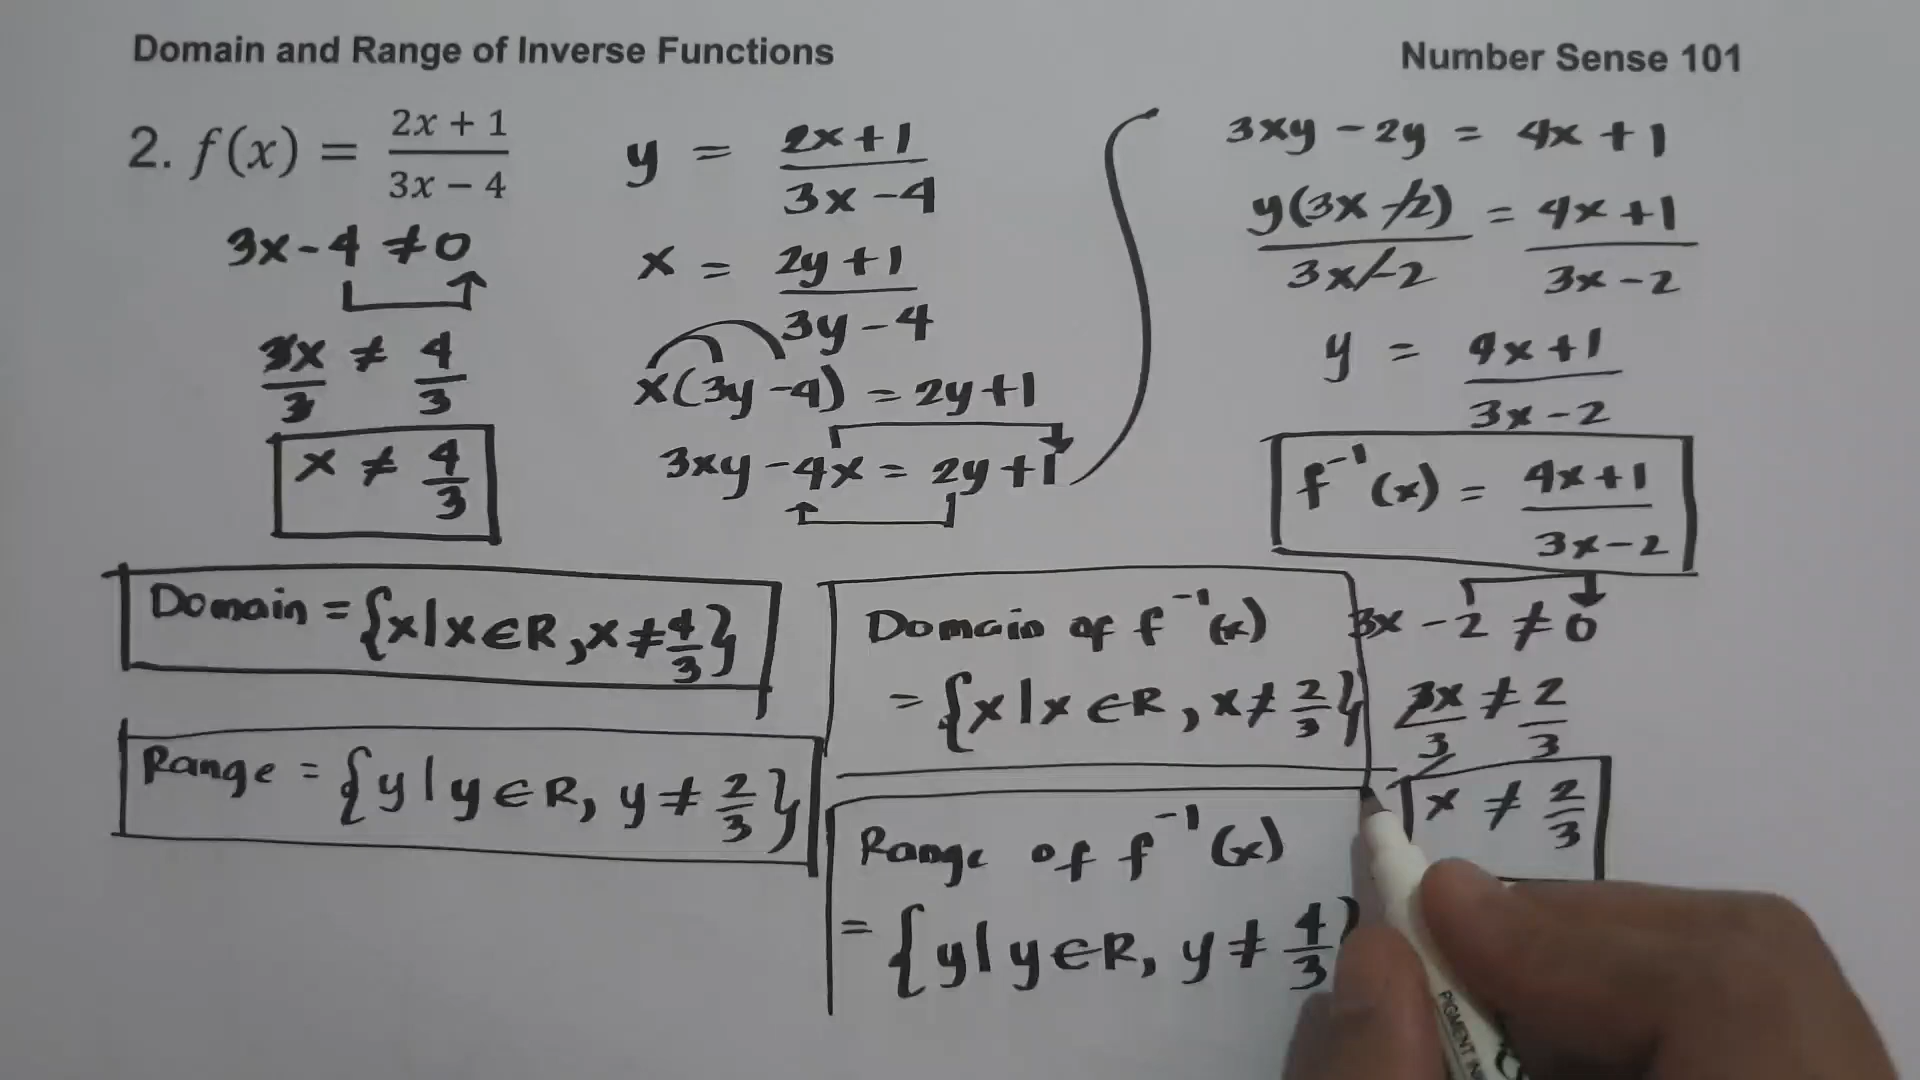 Domain and Range of Inverse Functions
Number Sense 101
2. f(x) = (2x + 1)/(3x − 4)
3x - 4 ≠ 0
3x/3 ≠ 4/3
x ≠ 4/3
y = (2x+1)/(3x-4)
x = (2y+1)/(3y-4)
x(3y-4) = 2y+1
3xy - 4x = 2y+1
3xy - 2y = 4x+1
y(3x-2)/(3x-2) = (4x+1)/(3x-2)
y = (4x+1)/(3x-2)
f⁻¹(x) = (4x+1)/(3x-2)
3x - 2 ≠ 0
3x/3 ≠ 2/3
x ≠ 2/3
Domain = {x|x∈R, x≠4/3}
Range = {y|y∈R, y≠2/3}
Domain of f⁻¹(x)
= {x|x∈R, x≠2/3}
Range of f⁻¹(x)
= {y|y∈R, y≠4/3}
PIGMENT IN